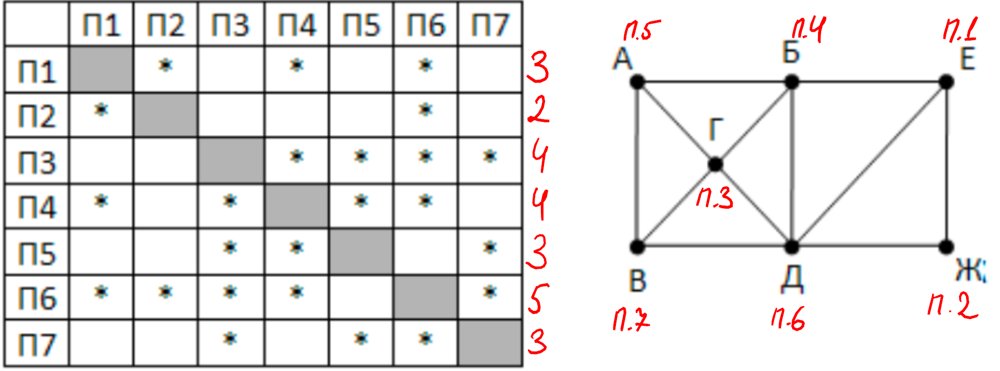 П1 П2 П3 П4 П5 П6 П7
П1 * * * 3
П2 * * 2
П3 * * * * 4
П4 * * * * 4
П5 * * * 3
П6 * * * * * 5
П7 * * * 3
п.5 п.4 п.1
А Б Е
Г
п.3
В Д Ж;
п.7 п.6 п.2